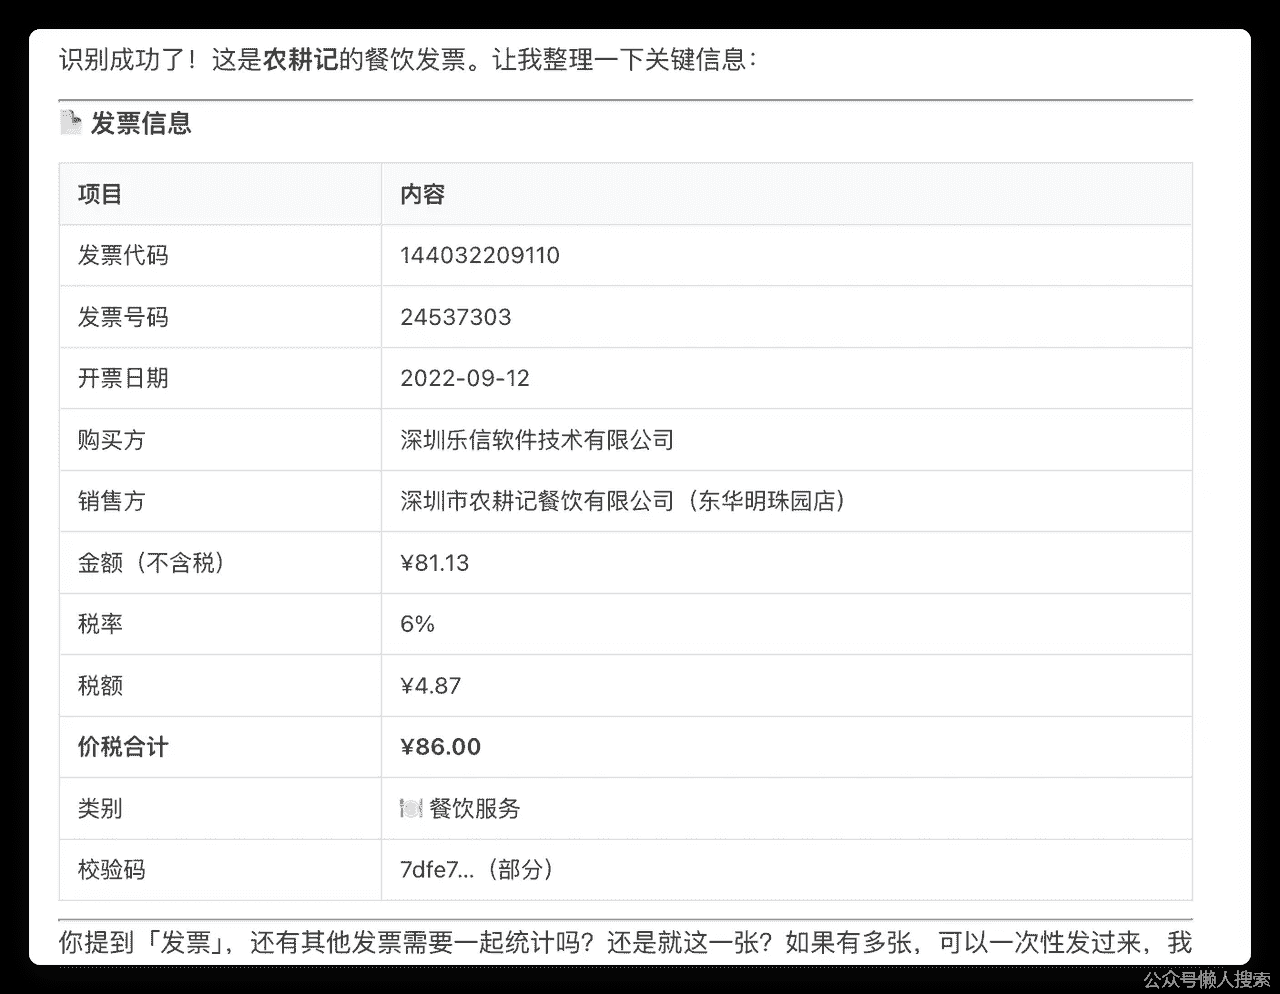 识别成功了！这是农耕记的餐饮发票。让我整理一下关键信息：
发票信息
项目 内容
发票代码 144032209110
发票号码 24537303
开票日期 2022-09-12
购买方 深圳乐信软件技术有限公司
销售方 深圳市农耕记餐饮有限公司（东华明珠园店）
金额（不含税） ¥81.13
税率 6%
税额 ¥4.87
价税合计 ¥86.00
类别 餐饮服务
校验码 7dfe7...（部分）
你提到「发票」，还有其他发票需要一起统计吗？还是就这一张？如果有多张，可以一次性发过来，我
公众号懒人搜索